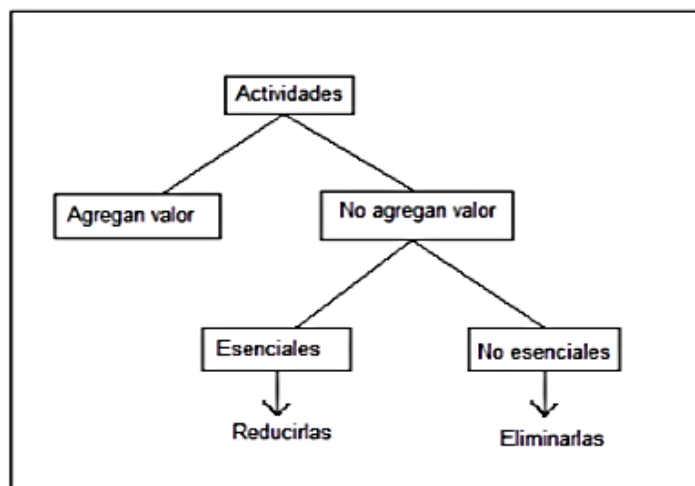 Actividades
Agregan valor
No agregan valor
Esenciales
No esenciales
Reducirlas
Eliminarlas